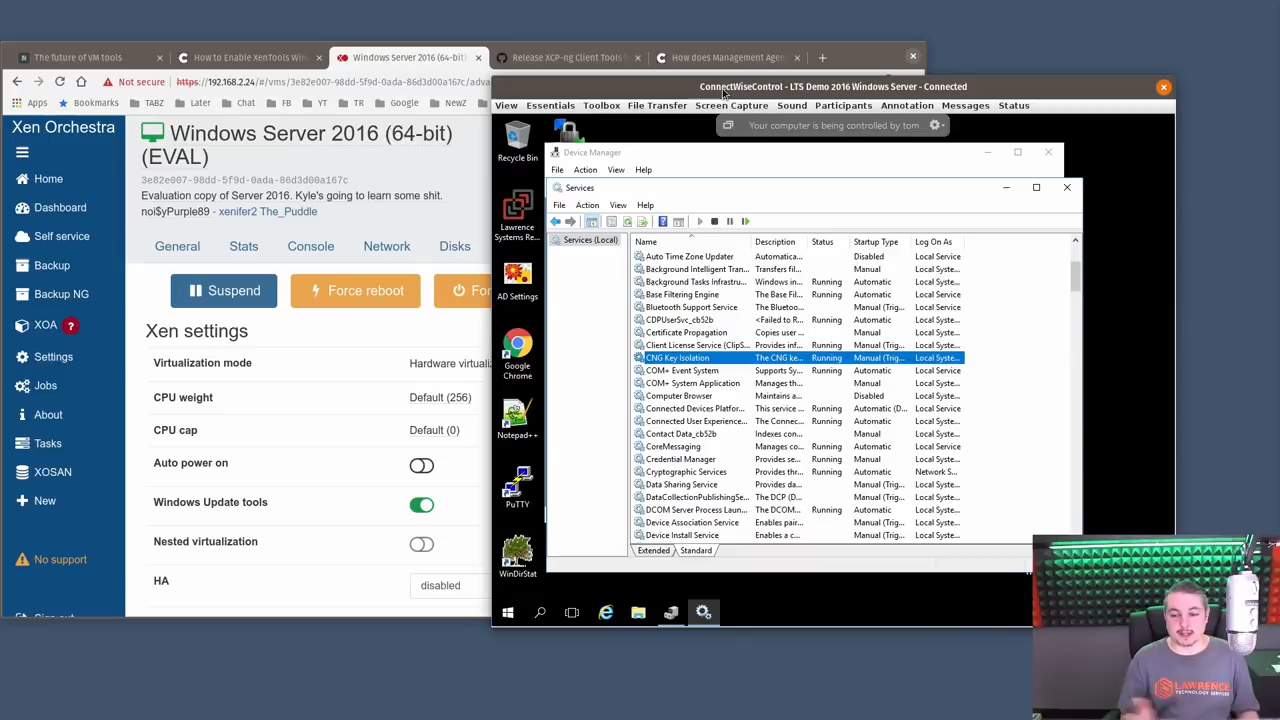 The future of VM tools
How to Enable XenTools Win
Windows Server 2016 (64-bit)
Release XCP-ng Client Tools
How does Management Agen
Not secure
https://192.168.2.24/#/vms/3e82e007-98dd-5f9d-0ada-86d3d00a167c/advan
Apps
Bookmarks
TABZ
Later
Chat
FB
YT
TR
Google
NewZ
Xen Orchestra
Home
Dashboard
Self service
Backup
Backup NG
XOA ?
Settings
Jobs
About
Tasks
XOSAN
New
No support
Sign out
Windows Server 2016 (64-bit)
(EVAL)
3e82e007-98dd-5f9d-0ada-86d3d00a167c
Evaluation copy of Server 2016. Kyle's going to learn some shit.
noi$yPurple89 - xenifer2 The_Puddle
General
Stats
Console
Network
Disks
Suspend
Force reboot
For
Xen settings
Virtualization mode
Hardware virtuali
CPU weight
Default (256)
CPU cap
Default (0)
Auto power on
Windows Update tools
Nested virtualization
HA
disabled
ConnectWiseControl - LTS Demo 2016 Windows Server - Connected
View
Essentials
Toolbox
File Transfer
Screen Capture
Sound
Participants
Annotation
Messages
Status
Your computer is being controlled by tom
Recycle Bin
Lawrence
Systems Re...
AD Settings
Google
Chrome
Notepad++
PuTTY
WinDirStat
Device Manager
File
Action
View
Help
Services
File
Action
View
Help
Services (Local)
Name Description Status Startup Type Log On As
Auto Time Zone Updater Automatica... Disabled Local Service
Background Intelligent Tran... Transfers fil... Manual Local Syste...
Background Tasks Infrastru... Windows in... Running Automatic Local Syste...
Base Filtering Engine The Base Fil... Running Automatic Local Service
Bluetooth Support Service The Bluetoo... Manual (Trig... Local Service
CDPUserSvc_cb52b <Failed to R... Running Automatic Local Syste...
Certificate Propagation Copies user ... Manual Local Syste...
Client License Service (ClipS... Provides inf... Running Manual (Trig... Local Syste...
CNG Key Isolation The CNG ke... Running Manual (Trig... Local Syste...
COM+ Event System Supports Sy... Running Automatic Local Service
COM+ System Application Manages th... Manual Local Syste...
Computer Browser Maintains a... Disabled Local Syste...
Connected Devices Platfor... This service ... Running Automatic (D... Local Service
Connected User Experience... The Connec... Running Automatic Local Syste...
Contact Data_cb52b Indexes con... Manual Local Syste...
CoreMessaging Manages co... Running Automatic Local Service
Credential Manager Provides se... Running Manual Local Syste...
Cryptographic Services Provides thr... Running Automatic Network S...
Data Sharing Service Provides da... Manual (Trig... Local Syste...
DataCollectionPublishingSe... The DCP (D... Manual (Trig... Local Syste...
DCOM Server Process Laun... The DCOM... Running Automatic Local Syste...
Device Association Service Enables pair... Manual (Trig... Local Syste...
Device Install Service Enables a c... Manual (Trig... Local Syste...
Extended
Standard
LAWRENCE
TECHNOLOGY SERVICES